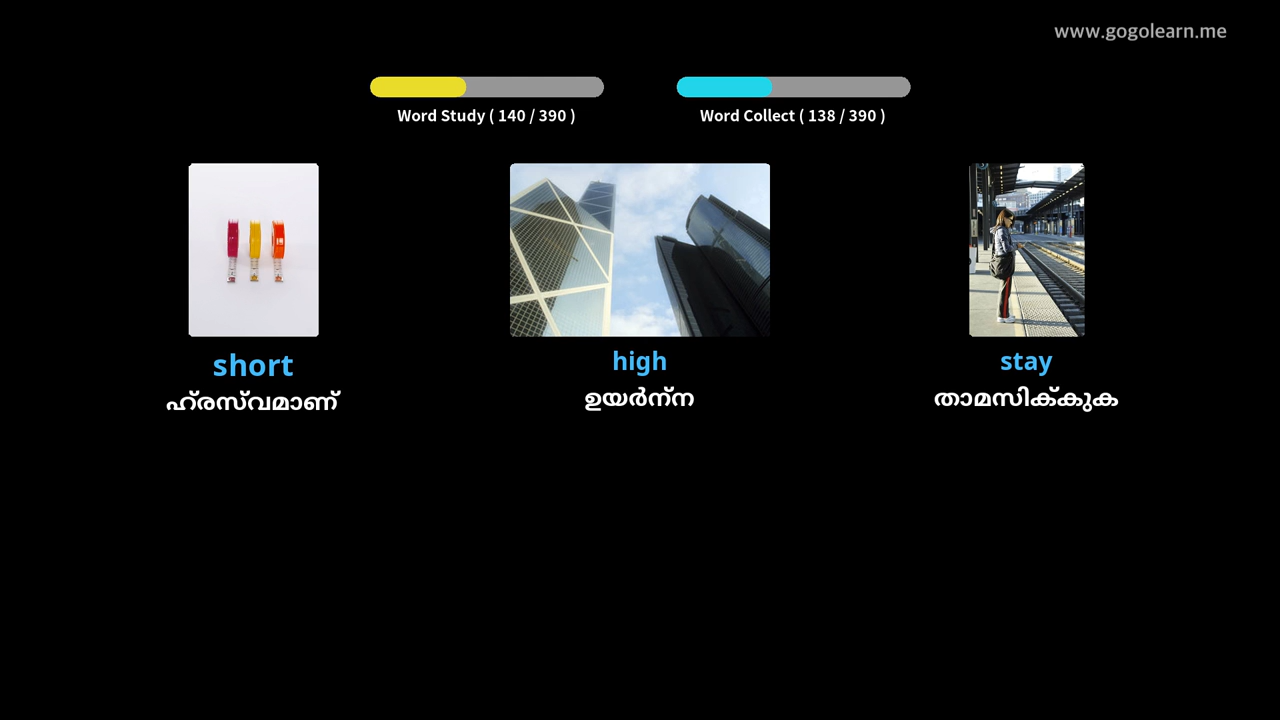 www.gogolearn.me
Word Study ( 140 / 390 )
Word Collect ( 138 / 390 )
short
high
stay
ഹ്രസ്വമാണ്
ഉയർന്ന
താമസിക്കുക